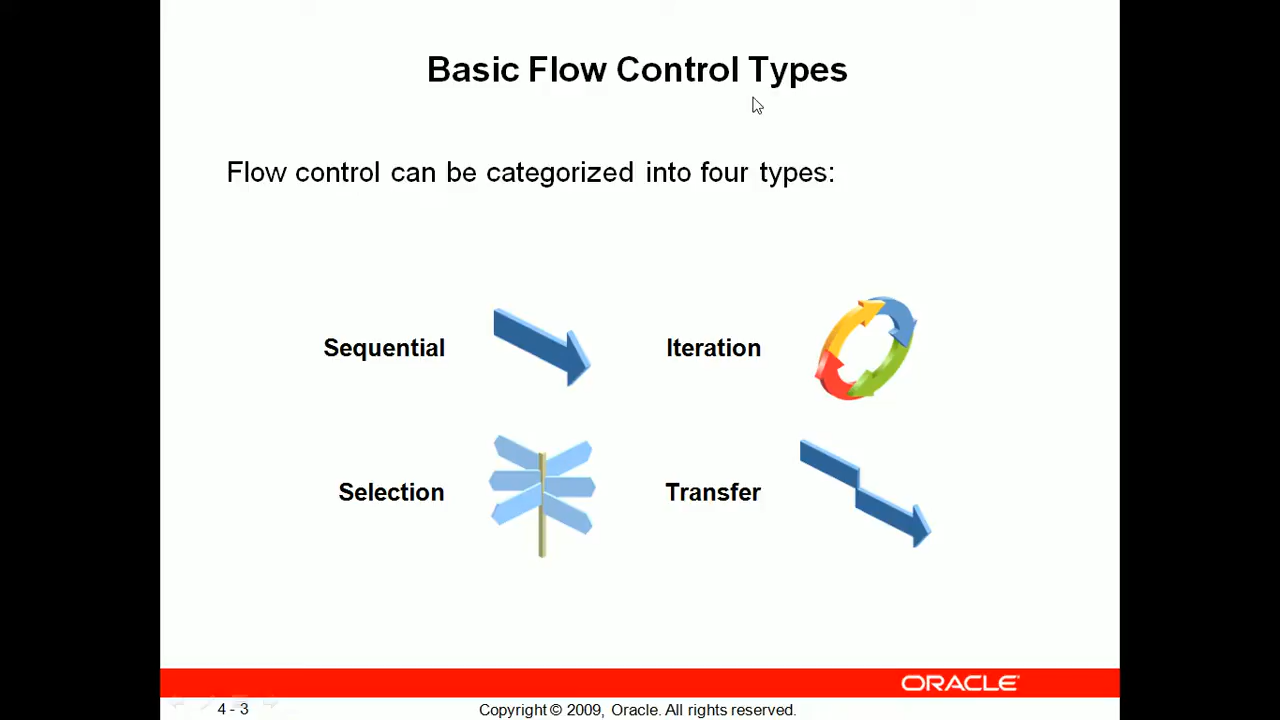 Basic Flow Control Types
Flow control can be categorized into four types:
Sequential
Iteration
Selection
Transfer
ORACLE
4 - 3
Copyright © 2009, Oracle. All rights reserved.